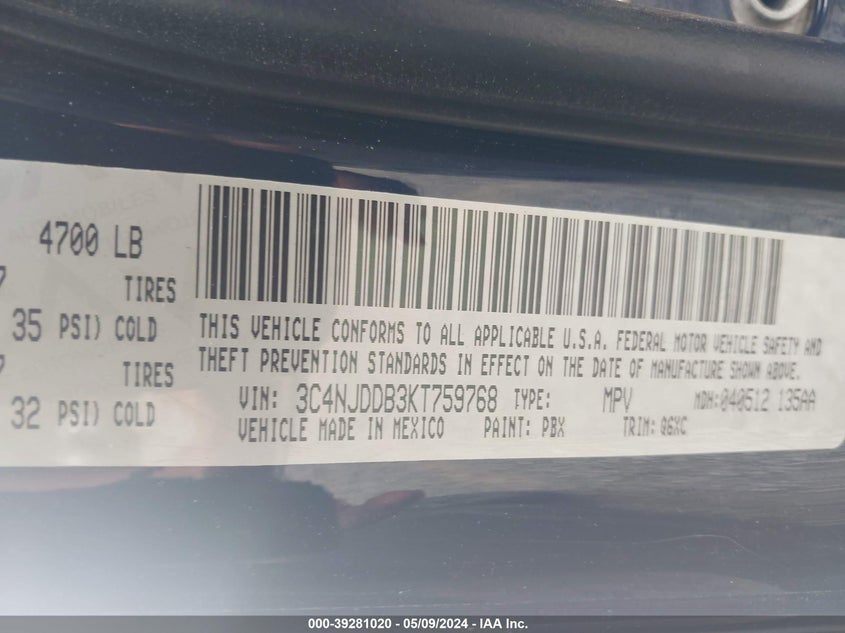 4700 LB
TIRES
35 PSI) COLD
TIRES
32 PSI) COLD
THIS VEHICLE CONFORMS TO ALL APPLICABLE U.S.A. FEDERAL MOTOR VEHICLE SAFETY AND
THEFT PREVENTION STANDARDS IN EFFECT ON THE DATE OF MANUFACTURE SHOWN ABOVE.
VIN: 3C4NJDDB3KT759768 TYPE: MPV MDH: 040512 135AA
VEHICLE MADE IN MEXICO PAINT: PBX TRIM: G6XC
000-39281020 - 05/09/2024 - IAA Inc.